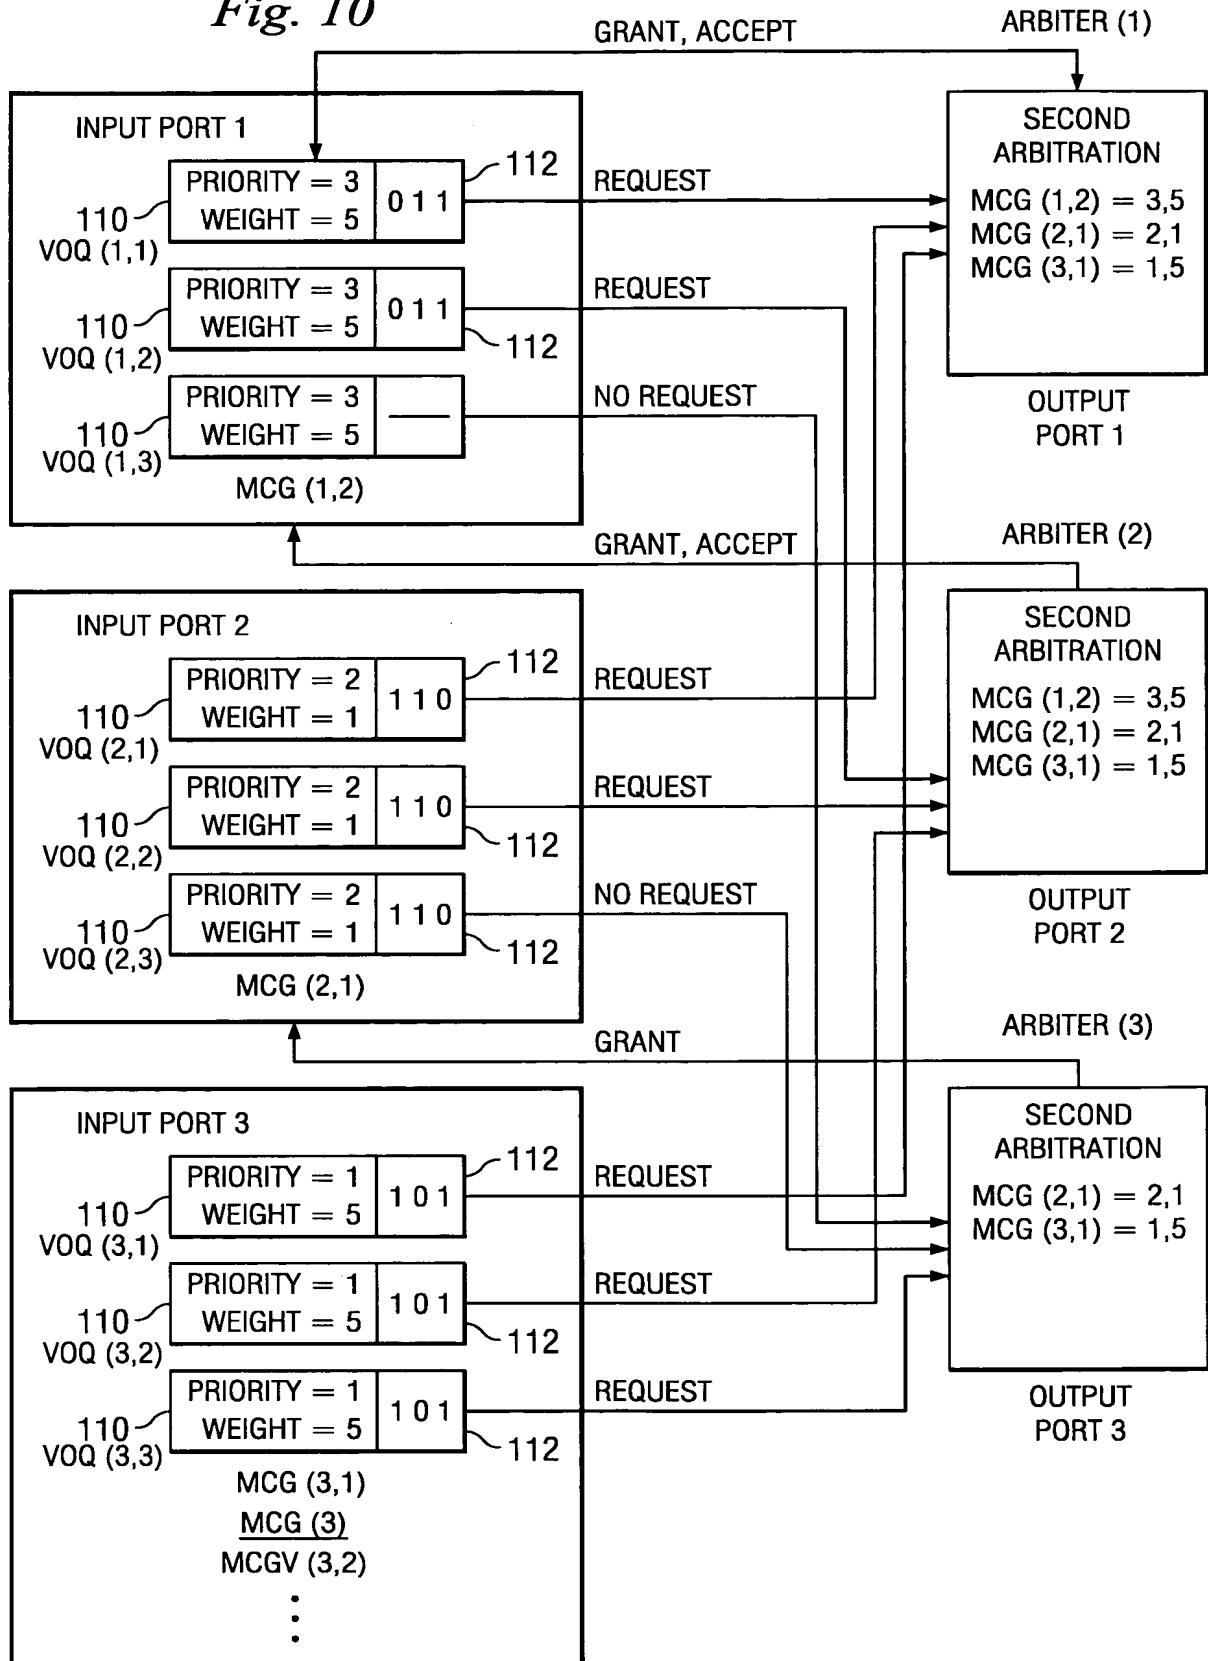 Fig. 10
GRANT, ACCEPT
ARBITER (1)
INPUT PORT 1
PRIORITY = 3
WEIGHT = 5
0 1 1
112
REQUEST
110
VOQ (1,1)
PRIORITY = 3
WEIGHT = 5
0 1 1
112
REQUEST
110
VOQ (1,2)
PRIORITY = 3
WEIGHT = 5
NO REQUEST
110
VOQ (1,3)
MCG (1,2)
SECOND
ARBITRATION
MCG (1,2) = 3,5
MCG (2,1) = 2,1
MCG (3,1) = 1,5
OUTPUT
PORT 1
GRANT, ACCEPT
ARBITER (2)
INPUT PORT 2
PRIORITY = 2
WEIGHT = 1
1 1 0
112
REQUEST
110
VOQ (2,1)
PRIORITY = 2
WEIGHT = 1
1 1 0
112
REQUEST
110
VOQ (2,2)
PRIORITY = 2
WEIGHT = 1
1 1 0
112
NO REQUEST
110
VOQ (2,3)
MCG (2,1)
SECOND
ARBITRATION
MCG (1,2) = 3,5
MCG (2,1) = 2,1
MCG (3,1) = 1,5
OUTPUT
PORT 2
GRANT
ARBITER (3)
INPUT PORT 3
PRIORITY = 1
WEIGHT = 5
1 0 1
112
REQUEST
110
VOQ (3,1)
PRIORITY = 1
WEIGHT = 5
1 0 1
112
REQUEST
110
VOQ (3,2)
PRIORITY = 1
WEIGHT = 5
1 0 1
112
REQUEST
110
VOQ (3,3)
MCG (3,1)
MCG (3)
MCGV (3,2)
SECOND
ARBITRATION
MCG (2,1) = 2,1
MCG (3,1) = 1,5
OUTPUT
PORT 3